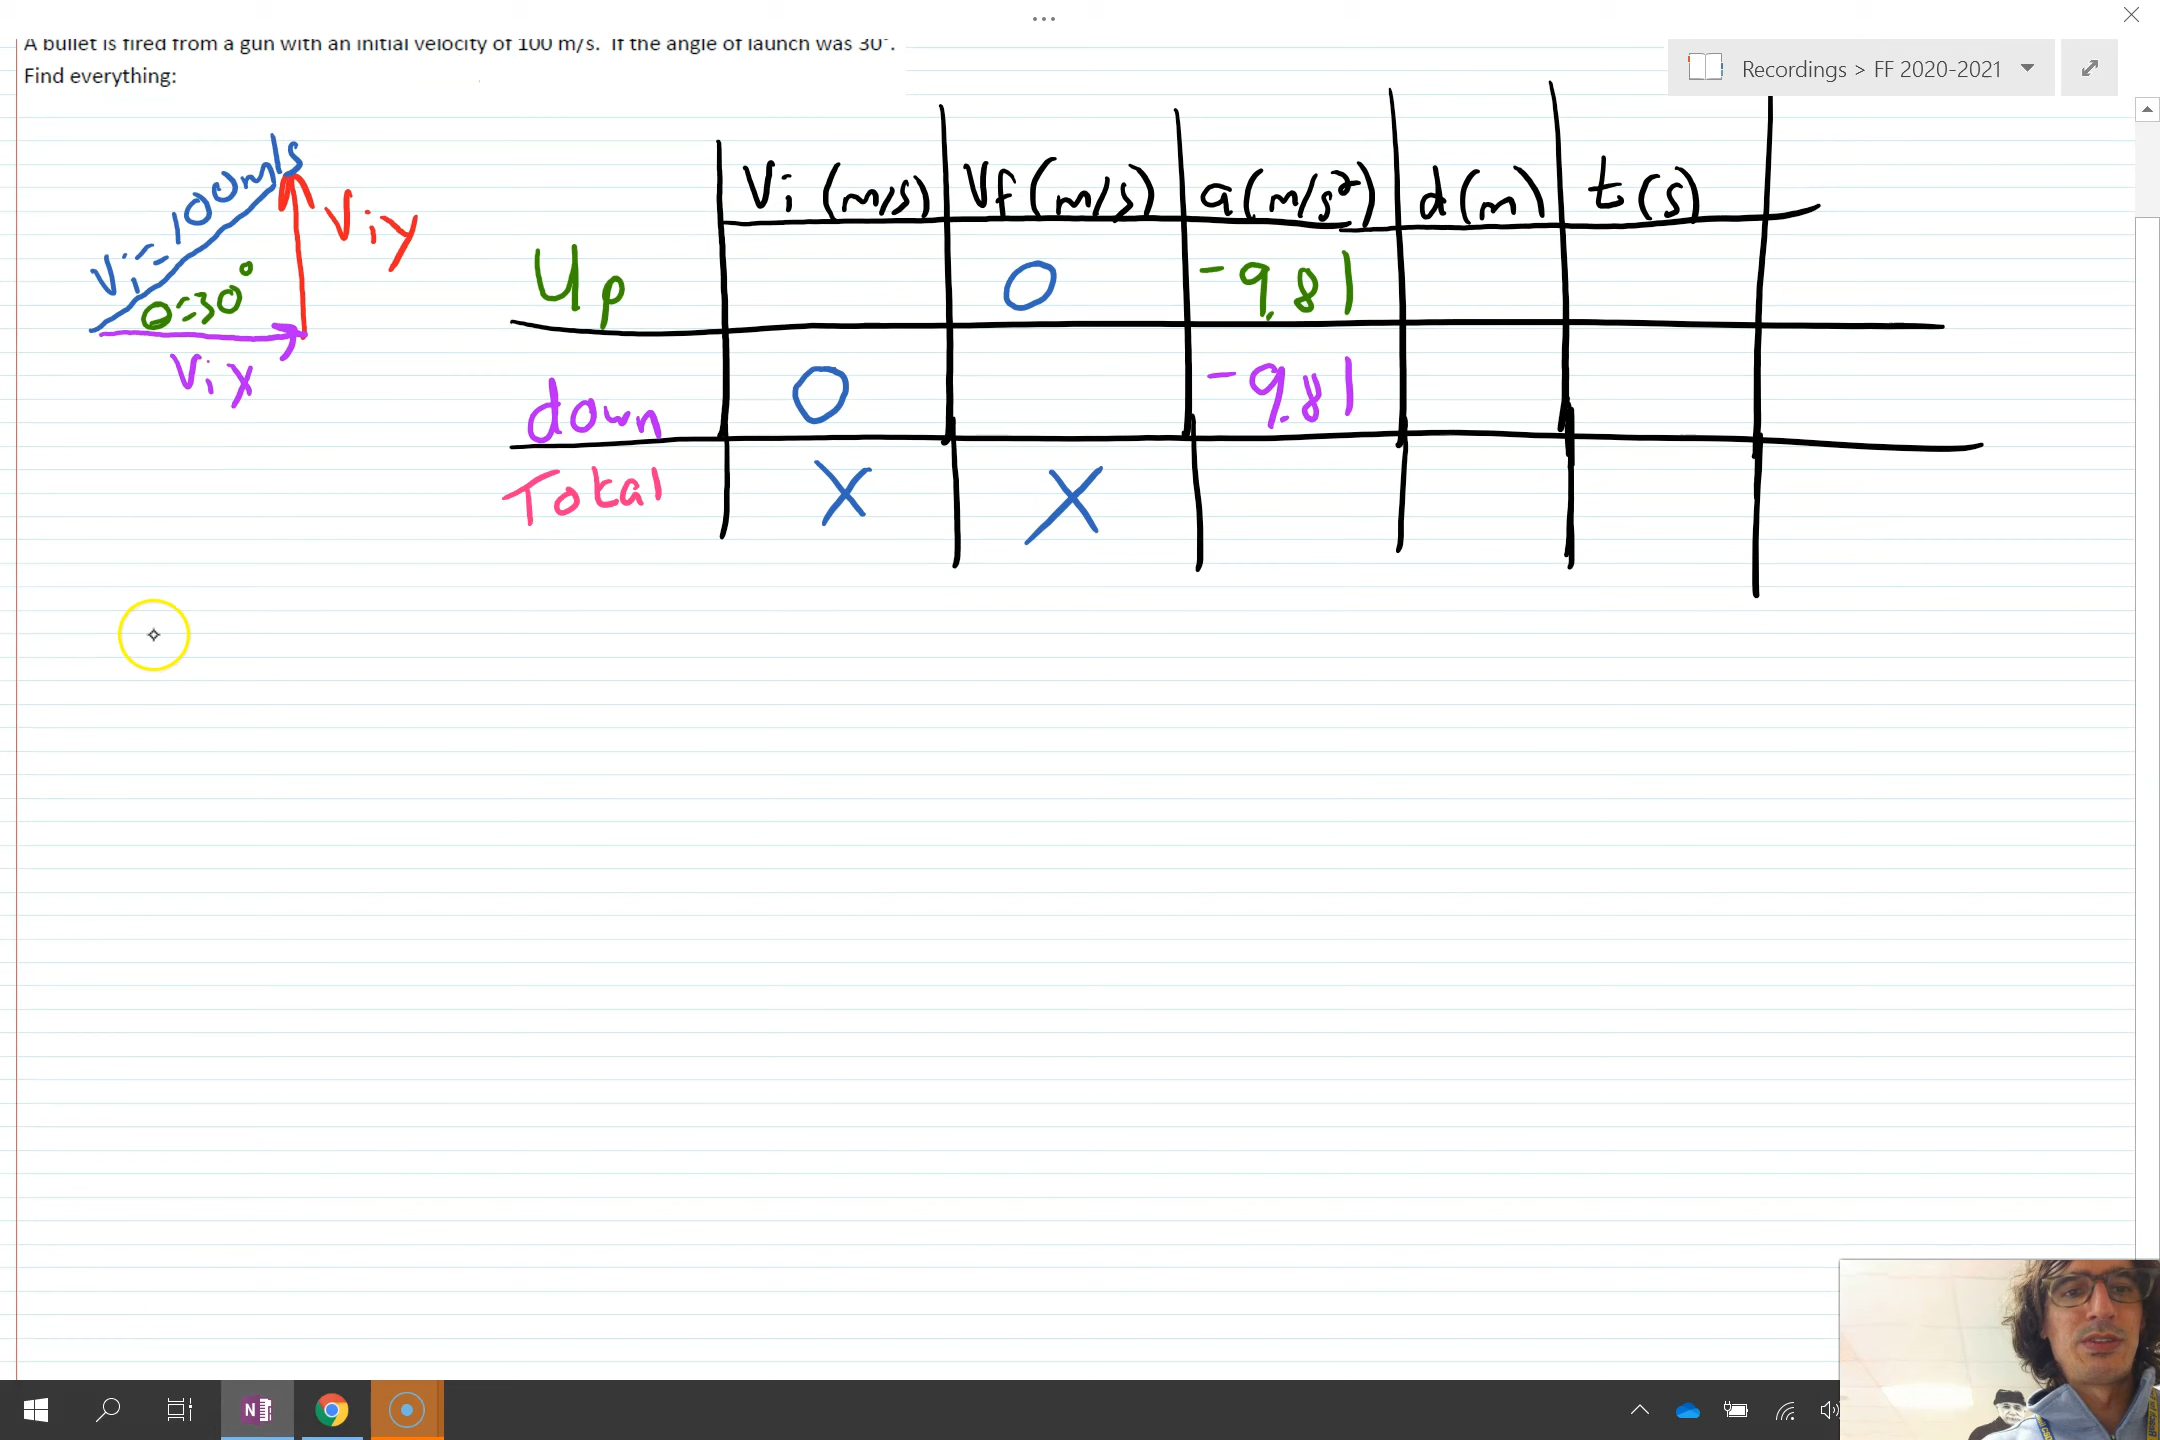 A bullet is fired from a gun with an initial velocity of 100 m/s. If the angle of launch was 30°.
Find everything:
Recordings > FF 2020-2021
Vi = 100m/s
θ=30°
Viy
Vix
Vi (m/s) Vf (m/s) a(m/s²) d(m) t(s)
Up 0 -9.81
down 0 -9.81
Total X X
N